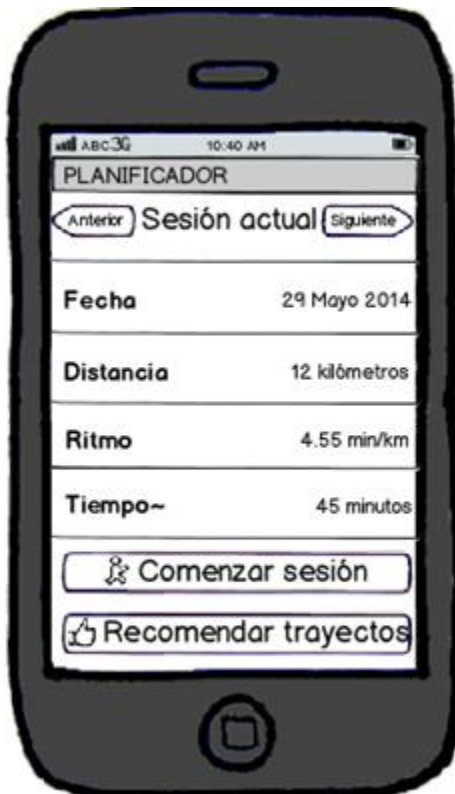 ABC 3G 10:40 AM
PLANIFICADOR
Anterior Sesión actual Siguiente
Fecha 29 Mayo 2014
Distancia 12 kilómetros
Ritmo 4.55 min/km
Tiempo~ 45 minutos
Comenzar sesión
Recomendar trayectos